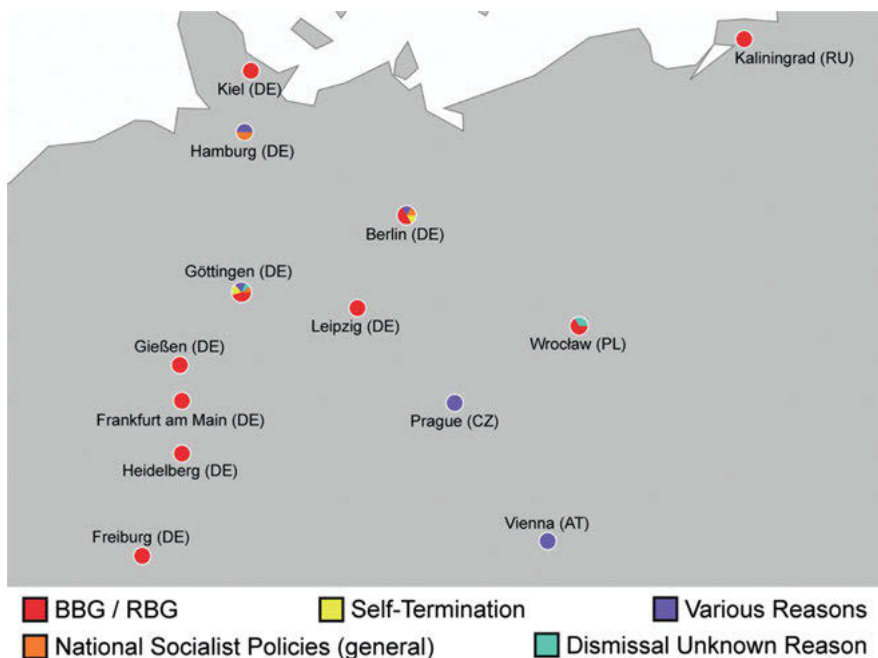 Kaliningrad (RU)
Kiel (DE)
Hamburg (DE)
Berlin (DE)
Göttingen (DE)
Leipzig (DE)
Wrocław (PL)
Gießen (DE)
Frankfurt am Main (DE)
Prague (CZ)
Heidelberg (DE)
Vienna (AT)
Freiburg (DE)
BBG / RBG
Self-Termination
Various Reasons
National Socialist Policies (general)
Dismissal Unknown Reason